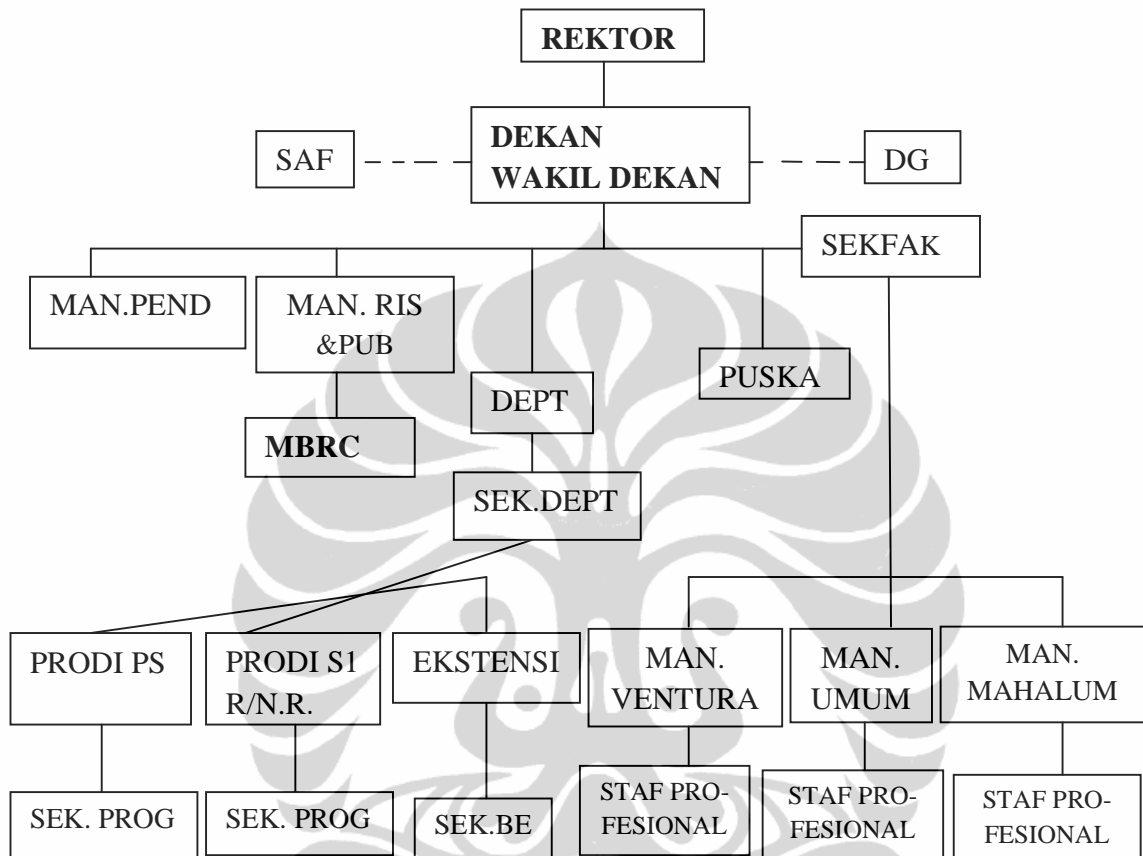 REKTOR
SAF
DEKAN
WAKIL DEKAN
DG
SEKFAK
MAN.PEND
MAN. RIS
&PUB
DEPT
PUSKA
MBRC
SEK.DEPT
PRODI PS
PRODI S1
R/N.R.
EKSTENSI
MAN.
VENTURA
MAN.
UMUM
MAN.
MAHALUM
SEK. PROG
SEK. PROG
SEK.BE
STAF PRO-
FESIONAL
STAF PRO-
FESIONAL
STAF PRO-
FESIONAL